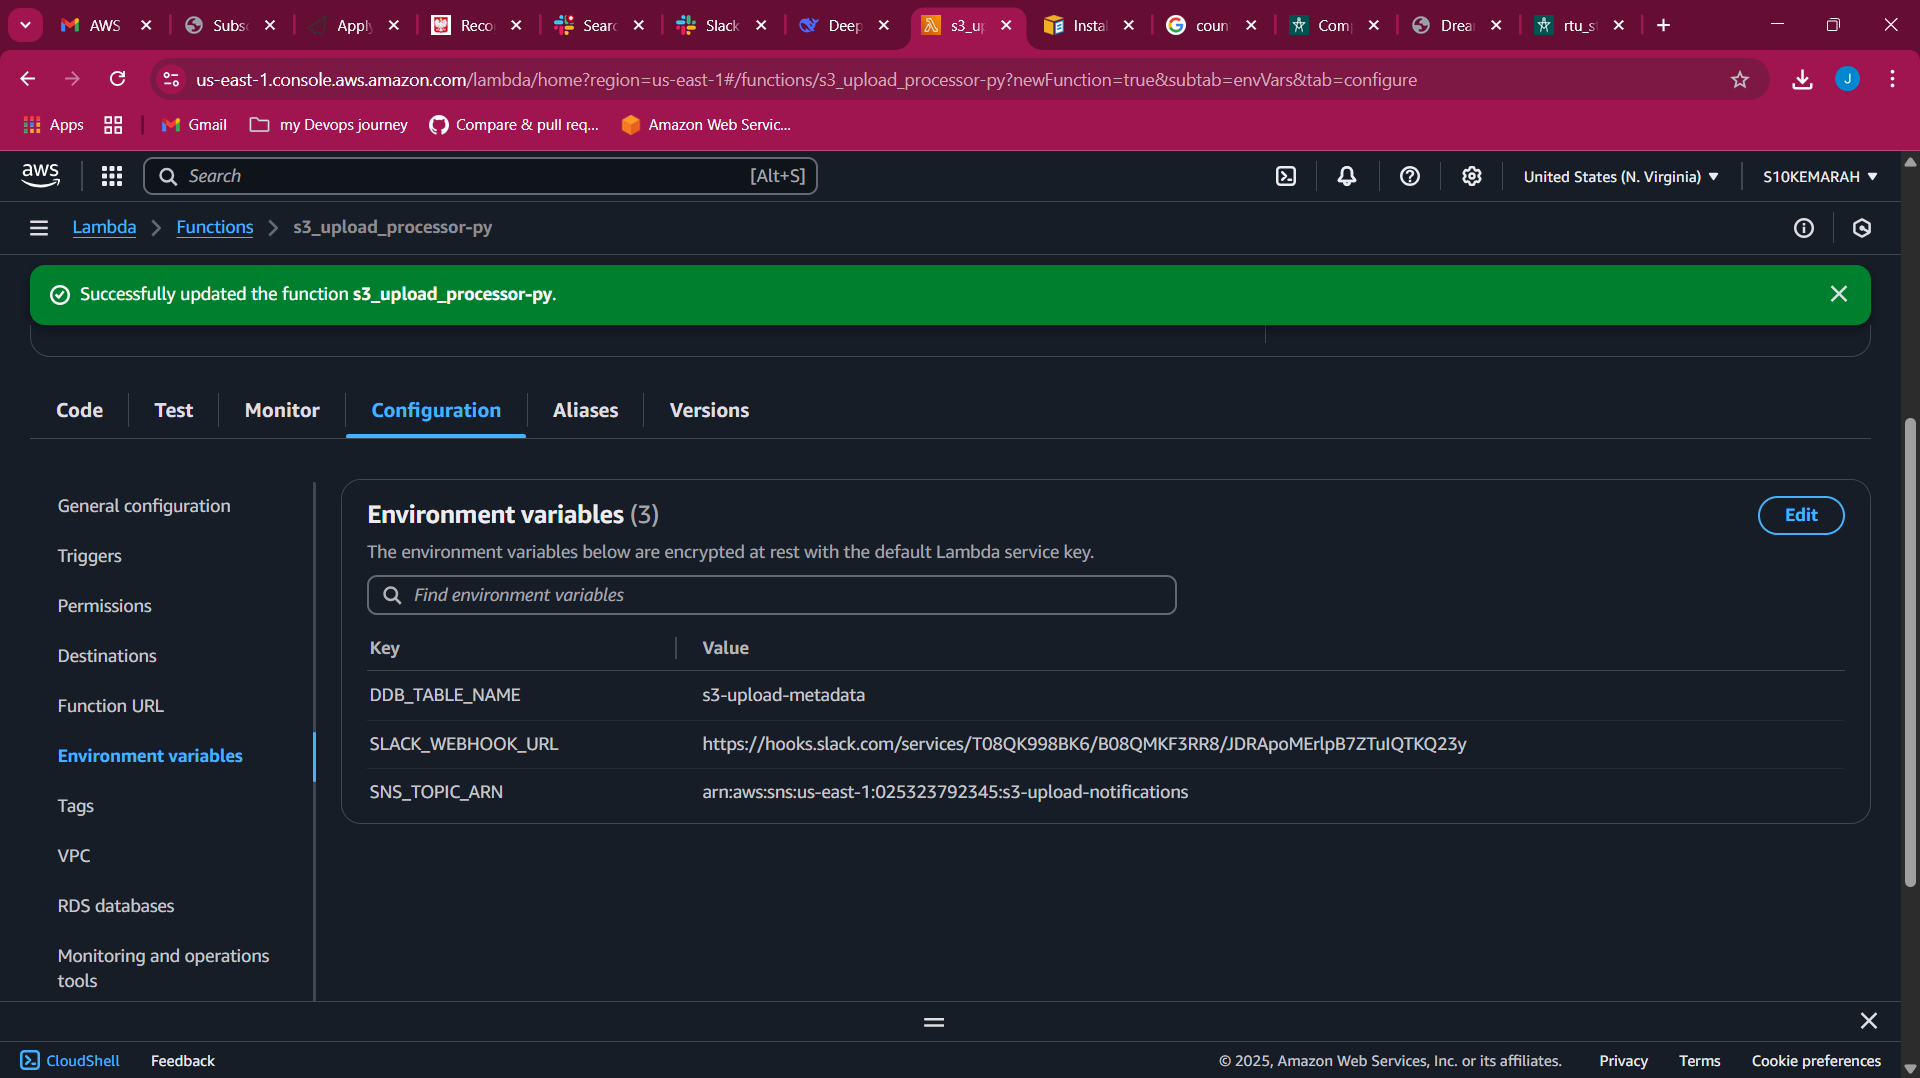 AWS
Subs
Apply
Reco
Sear
Slack
Deep
s3_up
Instal
coun
Com
Drea
rtu_s
us-east-1.console.aws.amazon.com/lambda/home?region=us-east-1#/functions/s3_upload_processor-py?newFunction=true&subtab=envVars&tab=configure
J
Apps
Gmail
my Devops journey
Compare & pull req...
Amazon Web Servic...
aws
Search
[Alt+S]
United States (N. Virginia)
S10KEMARAH
Lambda
Functions
s3_upload_processor-py
Successfully updated the function s3_upload_processor-py.
Code
Test
Monitor
Configuration
Aliases
Versions
General configuration
Triggers
Permissions
Destinations
Function URL
Environment variables
Tags
VPC
RDS databases
Monitoring and operations
tools
Environment variables (3)
Edit
The environment variables below are encrypted at rest with the default Lambda service key.
Find environment variables
Key
Value
DDB_TABLE_NAME
s3-upload-metadata
SLACK_WEBHOOK_URL
https://hooks.slack.com/services/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
SNS_TOPIC_ARN
arn:aws:sns:us-east-1:025323792345:s3-upload-notifications
CloudShell
Feedback
© 2025, Amazon Web Services, Inc. or its affiliates.
Privacy
Terms
Cookie preferences